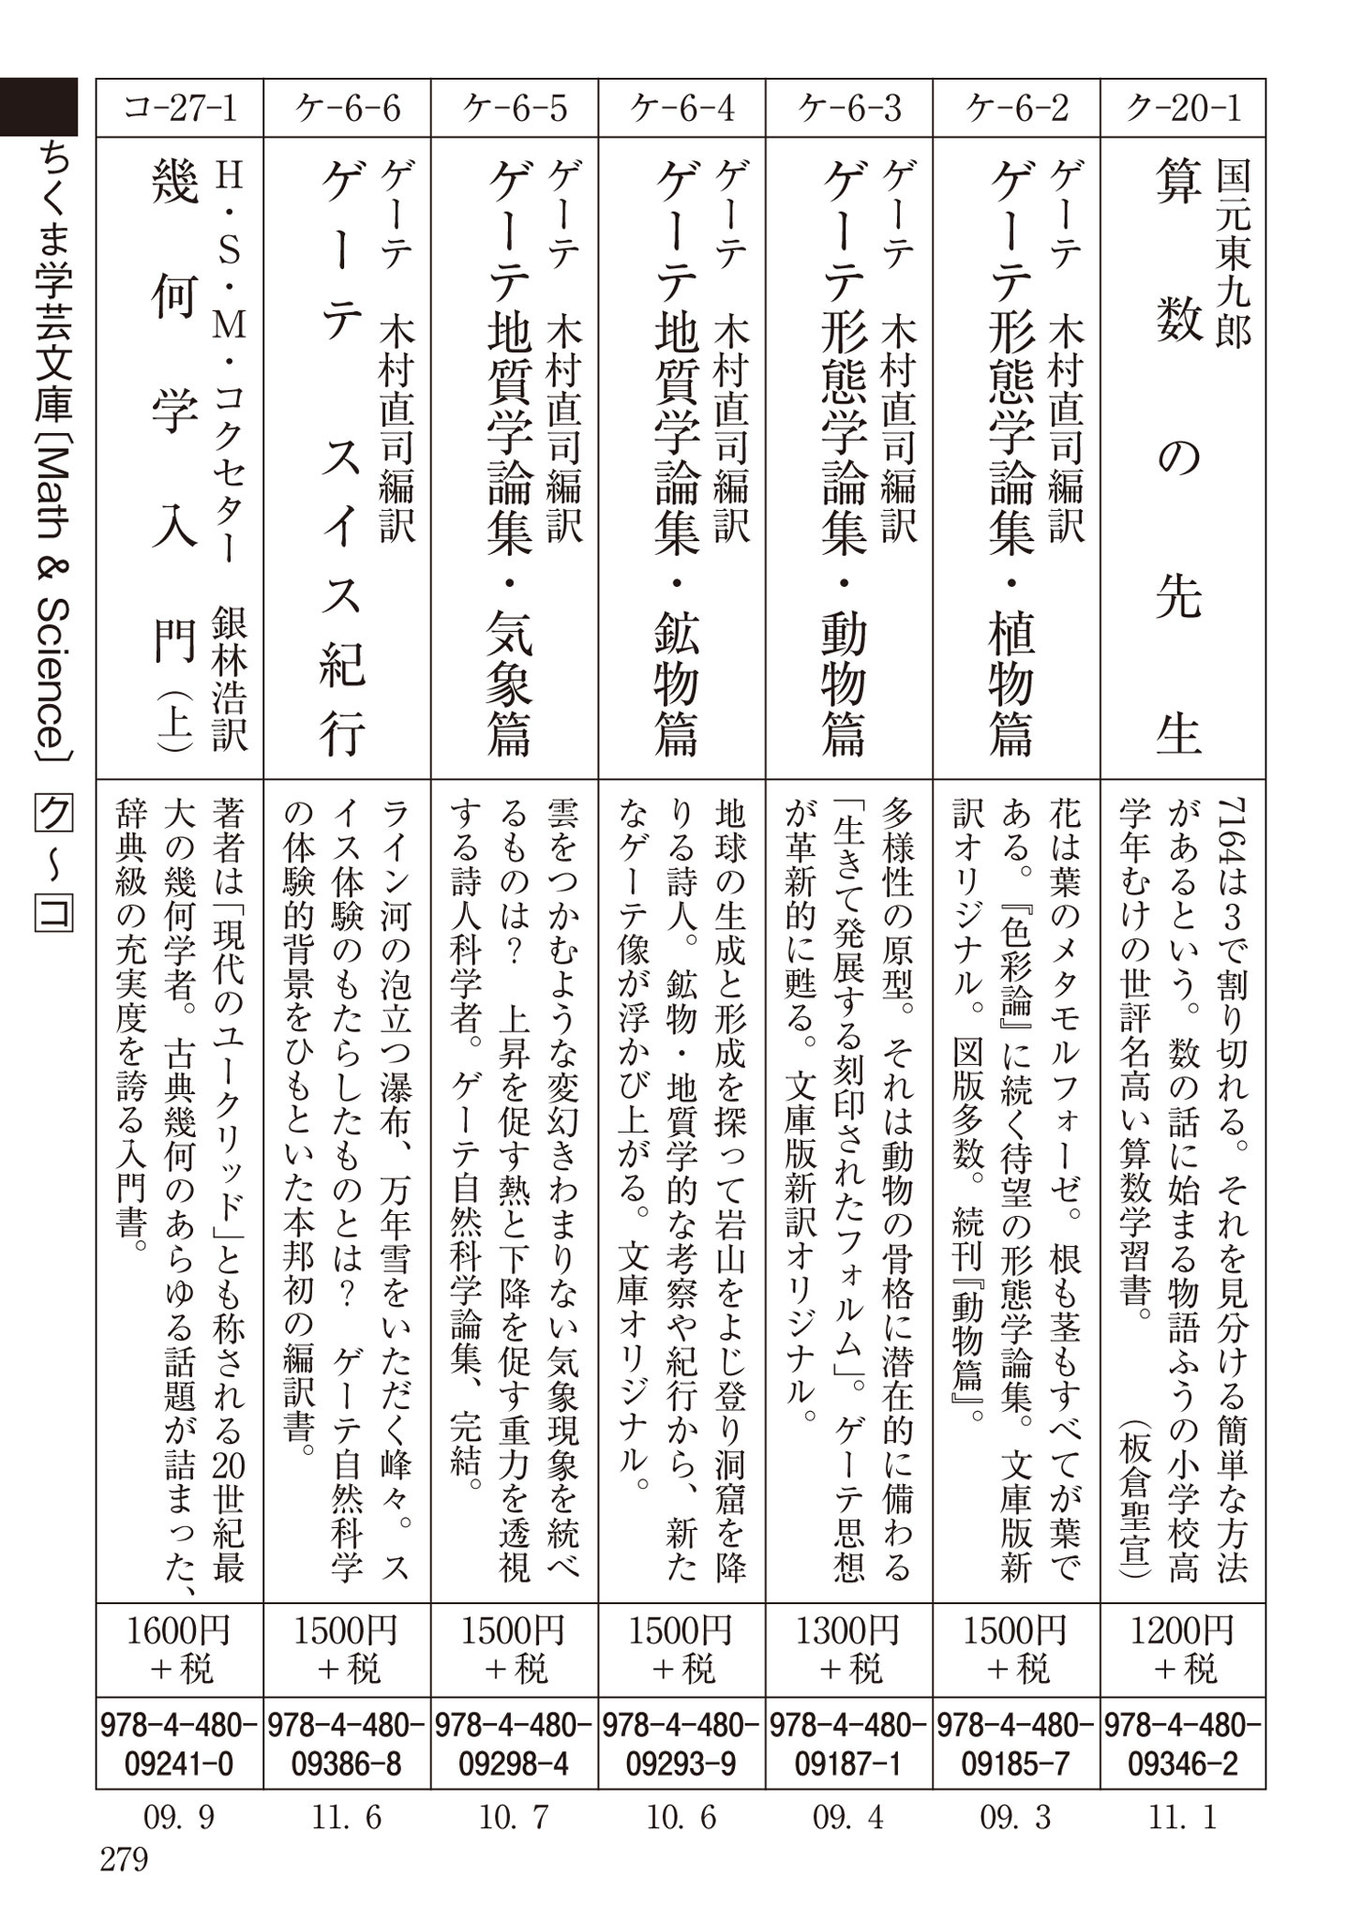 ちくま学芸文庫〔Math & Science〕 ク～コ
ク-20-1
国元東九郎
算数の先生
7164は3で割り切れる。それを見分ける簡単な方法
があるという。数の話に始まる物語ふうの小学校高
学年むけの世評名高い算数学習書。 （板倉聖宣）
1200円
＋税
978-4-480-
09346-2
11. 1
ケ-6-2
ゲーテ 木村直司編訳
ゲーテ形態学論集・植物篇
花は葉のメタモルフォーゼ。根も茎もすべてが葉で
ある。『色彩論』に続く待望の形態学論集。文庫版新
訳オリジナル。図版多数。続刊『動物篇』。
1500円
＋税
978-4-480-
09185-7
09. 3
ケ-6-3
ゲーテ 木村直司編訳
ゲーテ形態学論集・動物篇
多様性の原型。それは動物の骨格に潜在的に備わる
「生きて発展する刻印されたフォルム」。ゲーテ思想
が革新的に甦る。文庫版新訳オリジナル。
1300円
＋税
978-4-480-
09187-1
09. 4
ケ-6-4
ゲーテ 木村直司編訳
ゲーテ地質学論集・鉱物篇
地球の生成と形成を探って岩山をよじ登り洞窟を降
りる詩人。鉱物・地質学的な考察や紀行から、新た
なゲーテ像が浮かび上がる。文庫オリジナル。
1500円
＋税
978-4-480-
09293-9
10. 6
ケ-6-5
ゲーテ 木村直司編訳
ゲーテ地質学論集・気象篇
雲をつかむような変幻きわまりない気象現象を統べ
るものは？ 上昇を促す熱と下降を促す重力を透視
する詩人科学者。ゲーテ自然科学論集、完結。
1500円
＋税
978-4-480-
09298-4
10. 7
ケ-6-6
ゲーテ 木村直司編訳
ゲーテ スイス紀行
ライン河の泡立つ瀑布、万年雪をいただく峰々。ス
イス体験のもたらしたものとは？ ゲーテ自然科学
の体験的背景をひもといた本邦初の編訳書。
1500円
＋税
978-4-480-
09386-8
11. 6
コ-27-1
H・S・M・コクセター 銀林浩訳
幾何学入門（上）
著者は「現代のユークリッド」とも称される20世紀最
大の幾何学者。古典幾何のあらゆる話題が詰まった、
辞典級の充実度を誇る入門書。
1600円
＋税
978-4-480-
09241-0
09. 9
279